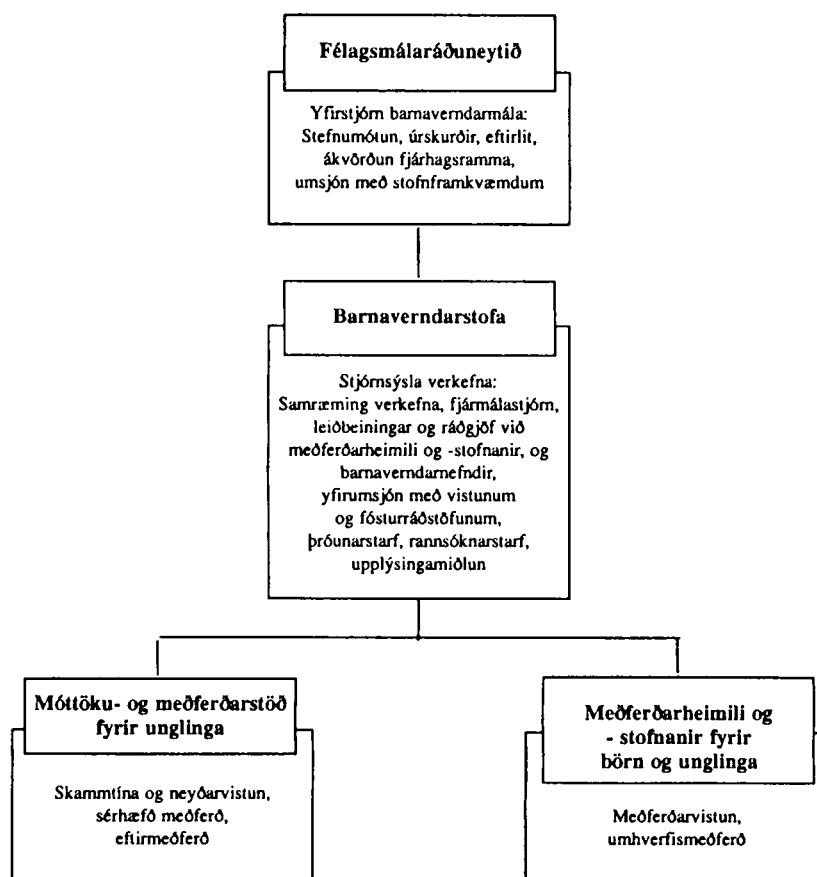 Félagsmálaráðuneytið
Yfirstjórn barnaverndarmála:
Stefnumótun, úrskurðir, eftirlit,
ákvörðun fjárhagsramma,
umsjón með stofnframkvæmdum
Barnaverndarstofa
Stjórnsýsla verkefna:
Samræming verkefna, fjármálastjórn,
leiðbeiningar og ráðgjöf við
meðferðarheimili og -stofnanir, og
barnaverndarnefndir,
yfirumsjón með vistunum
og fósturráðstöfunum,
þróunarstarf, rannsóknarstarf,
upplýsingamiðlun
Móttöku- og meðferðarstöð
fyrir unglinga
Skammtína og neyðarvistun,
sérhæfð meðferð,
eftirmeðferð
Meðferðarheimili og
- stofnanir fyrir
börn og unglinga
Meðferðarvistun,
umhverfismeðferð